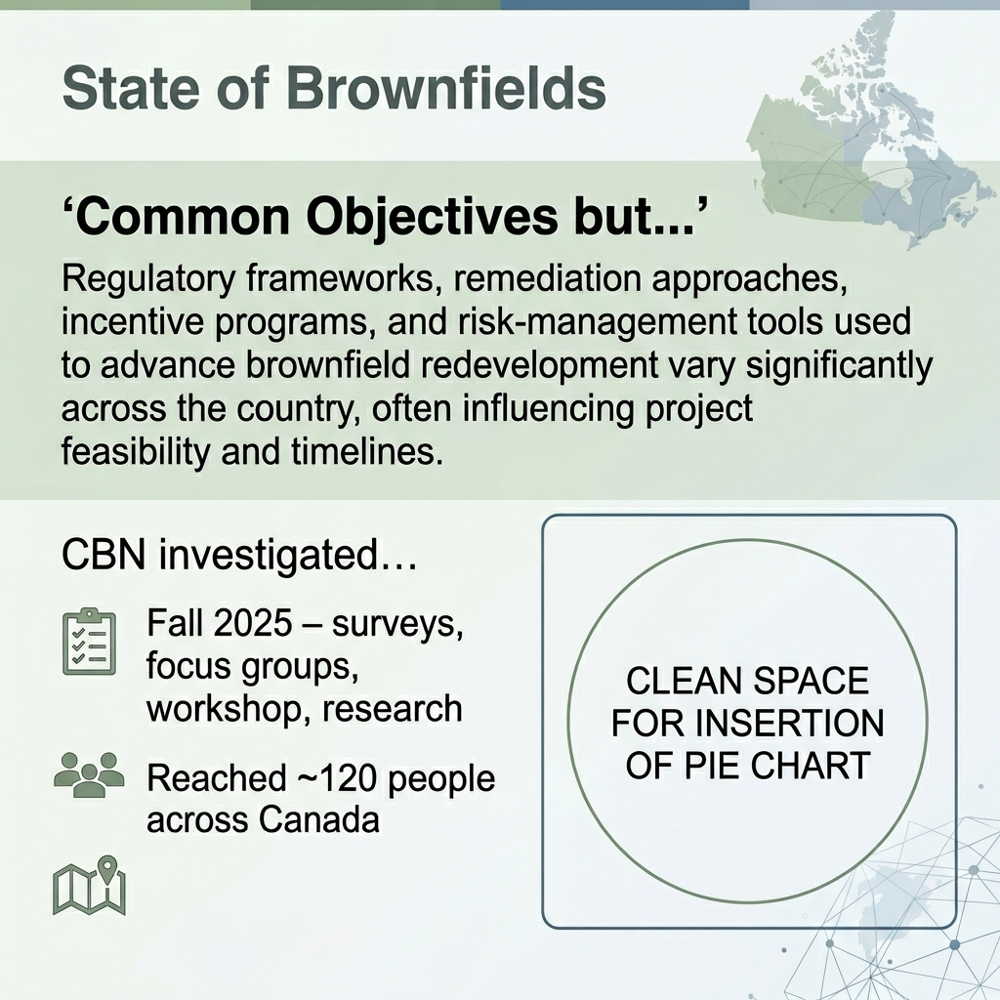 State of Brownfields
‘Common Objectives but...’
Regulatory frameworks, remediation approaches,
incentive programs, and risk-management tools used
to advance brownfield redevelopment vary significantly
across the country, often influencing project
feasibility and timelines.
CBN investigated...
Fall 2025 – surveys,
focus groups,
workshop, research
Reached ~120 people
across Canada
CLEAN SPACE
FOR INSERTION
OF PIE CHART